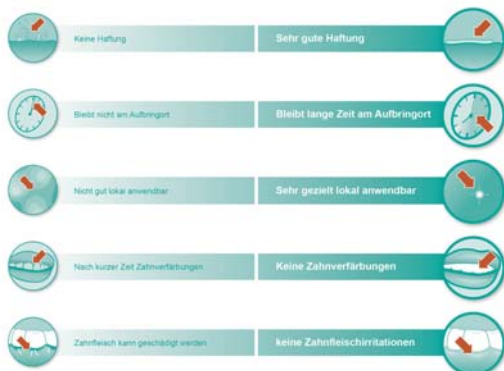 Keine Haftung
Sehr gute Haftung
Bleibt nicht am Aufbringort
Bleibt lange Zeit am Aufbringort
Nicht gut lokal anwendbar
Sehr gezielt lokal anwendbar
Nach kurzer Zeit Zahnverfärbungen
Keine Zahnverfärbungen
Zahnfleisch kann geschädigt werden
keine Zahnfleischirritationen